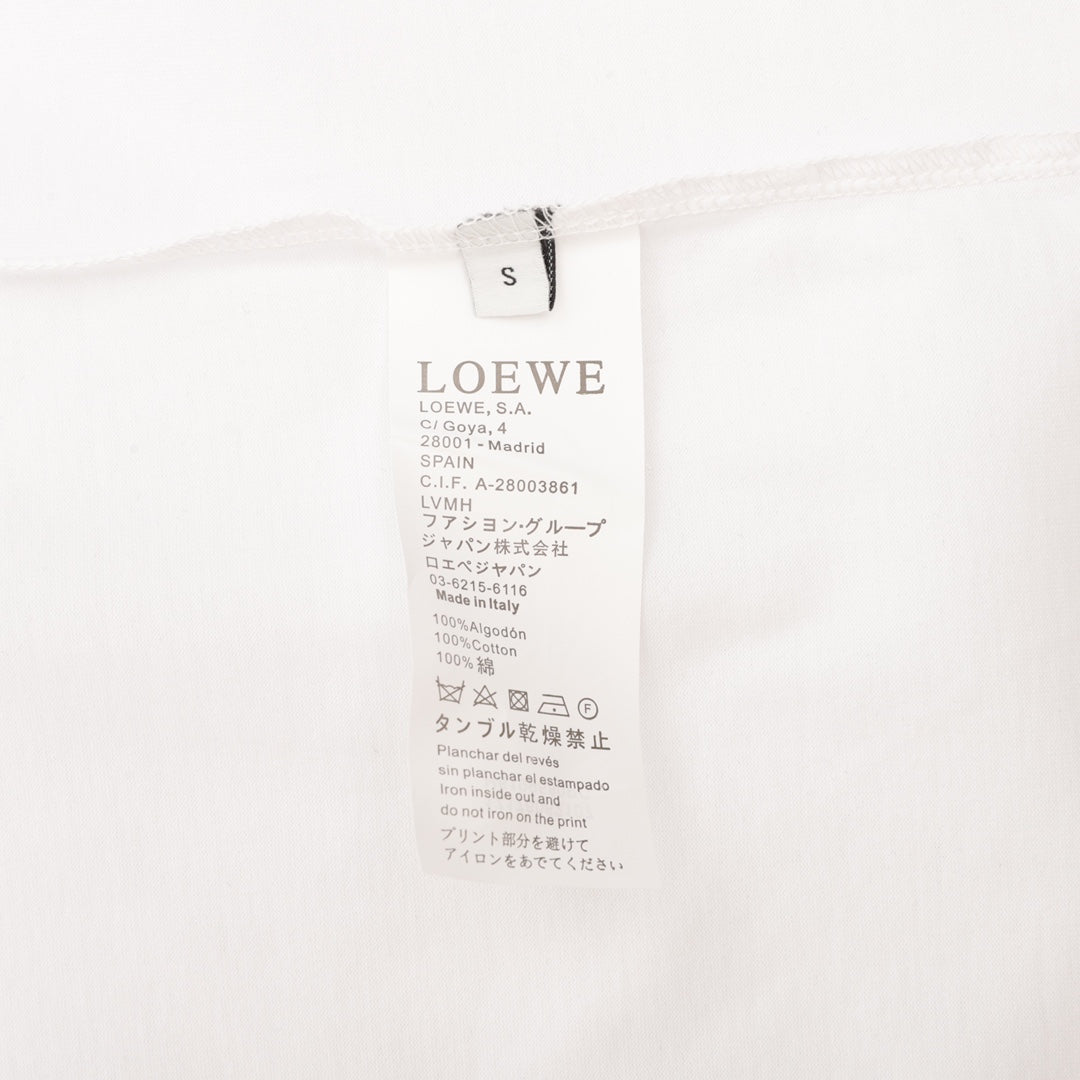 S
LOEWE
LOEWE, S.A.
C/ Goya, 4
28001 - Madrid
SPAIN
C.I.F. A-28003861
LVMH
フアシヨン・グループ
ジャパン株式会社
ロエペジャパン
03-6215-6116
Made in Italy
100%Algodón
100%Cotton
100% 綿
F
タンブル乾燥禁止
Planchar del revés
sin planchar el estampado
Iron inside out and
do not iron on the print
プリント部分を避けて
アイロンをあでてください